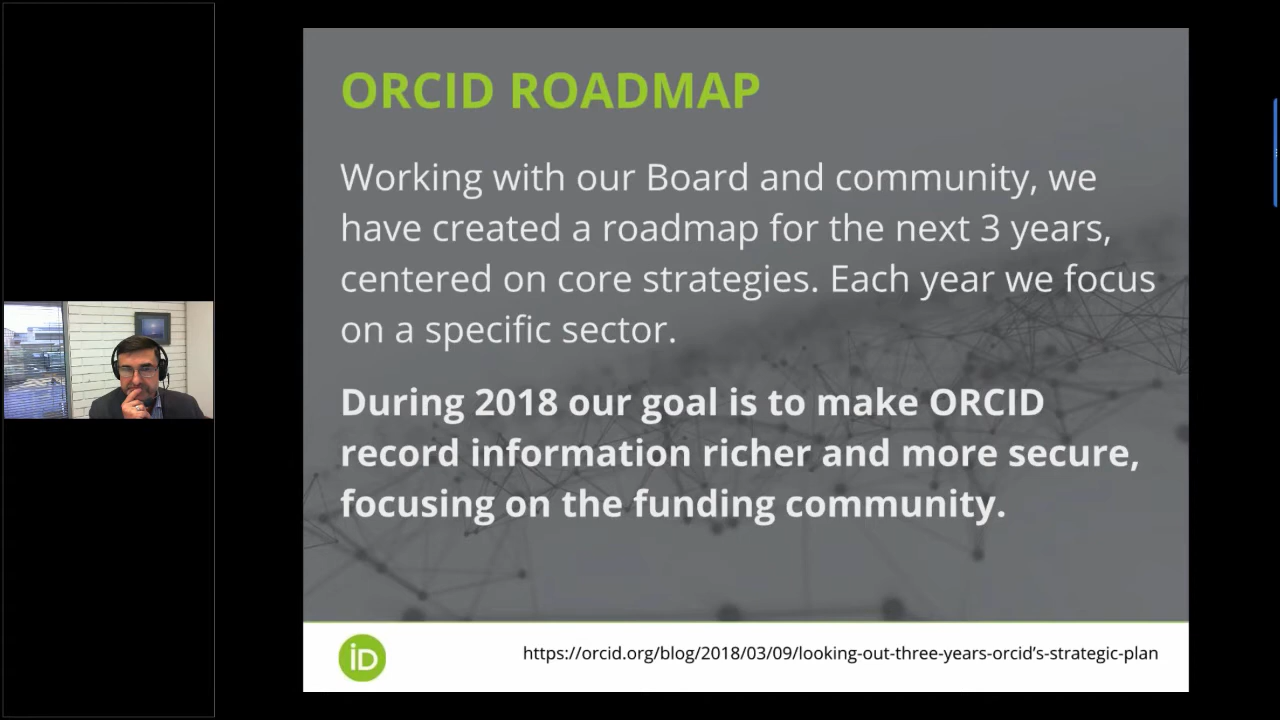 ORCID ROADMAP
Working with our Board and community, we
have created a roadmap for the next 3 years,
centered on core strategies. Each year we focus
on a specific sector.
During 2018 our goal is to make ORCID
record information richer and more secure,
focusing on the funding community.
iD
https://orcid.org/blog/2018/03/09/looking-out-three-years-orcid’s-strategic-plan